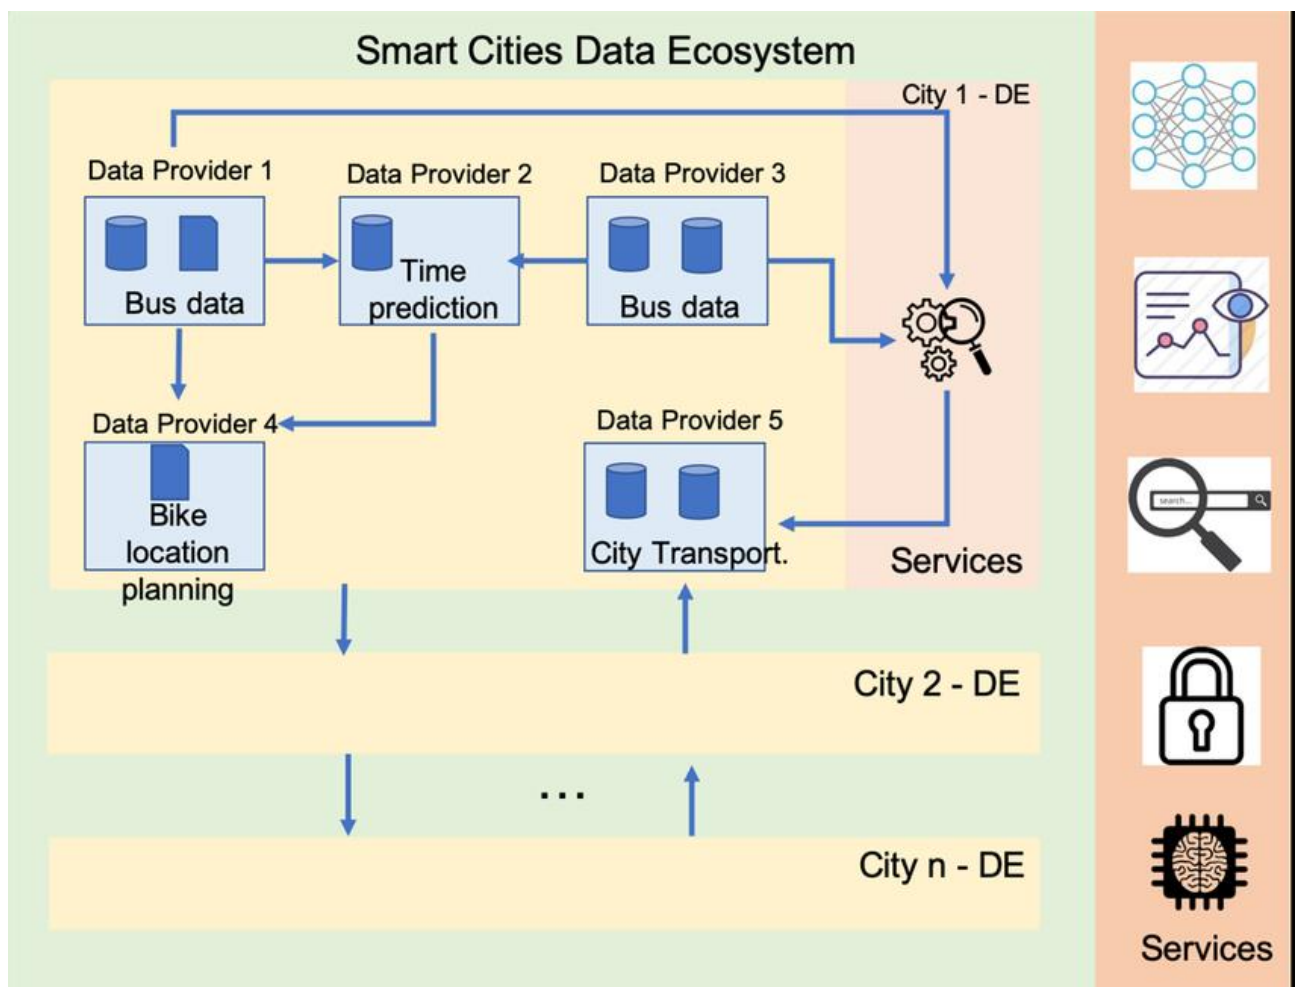 Smart Cities Data Ecosystem
City 1 - DE
Data Provider 1
Data Provider 2
Data Provider 3
Bus data
Time
prediction
Bus data
Data Provider 4
Data Provider 5
Bike
location
planning
City Transport.
Services
City 2 - DE
...
City n - DE
search...
Services